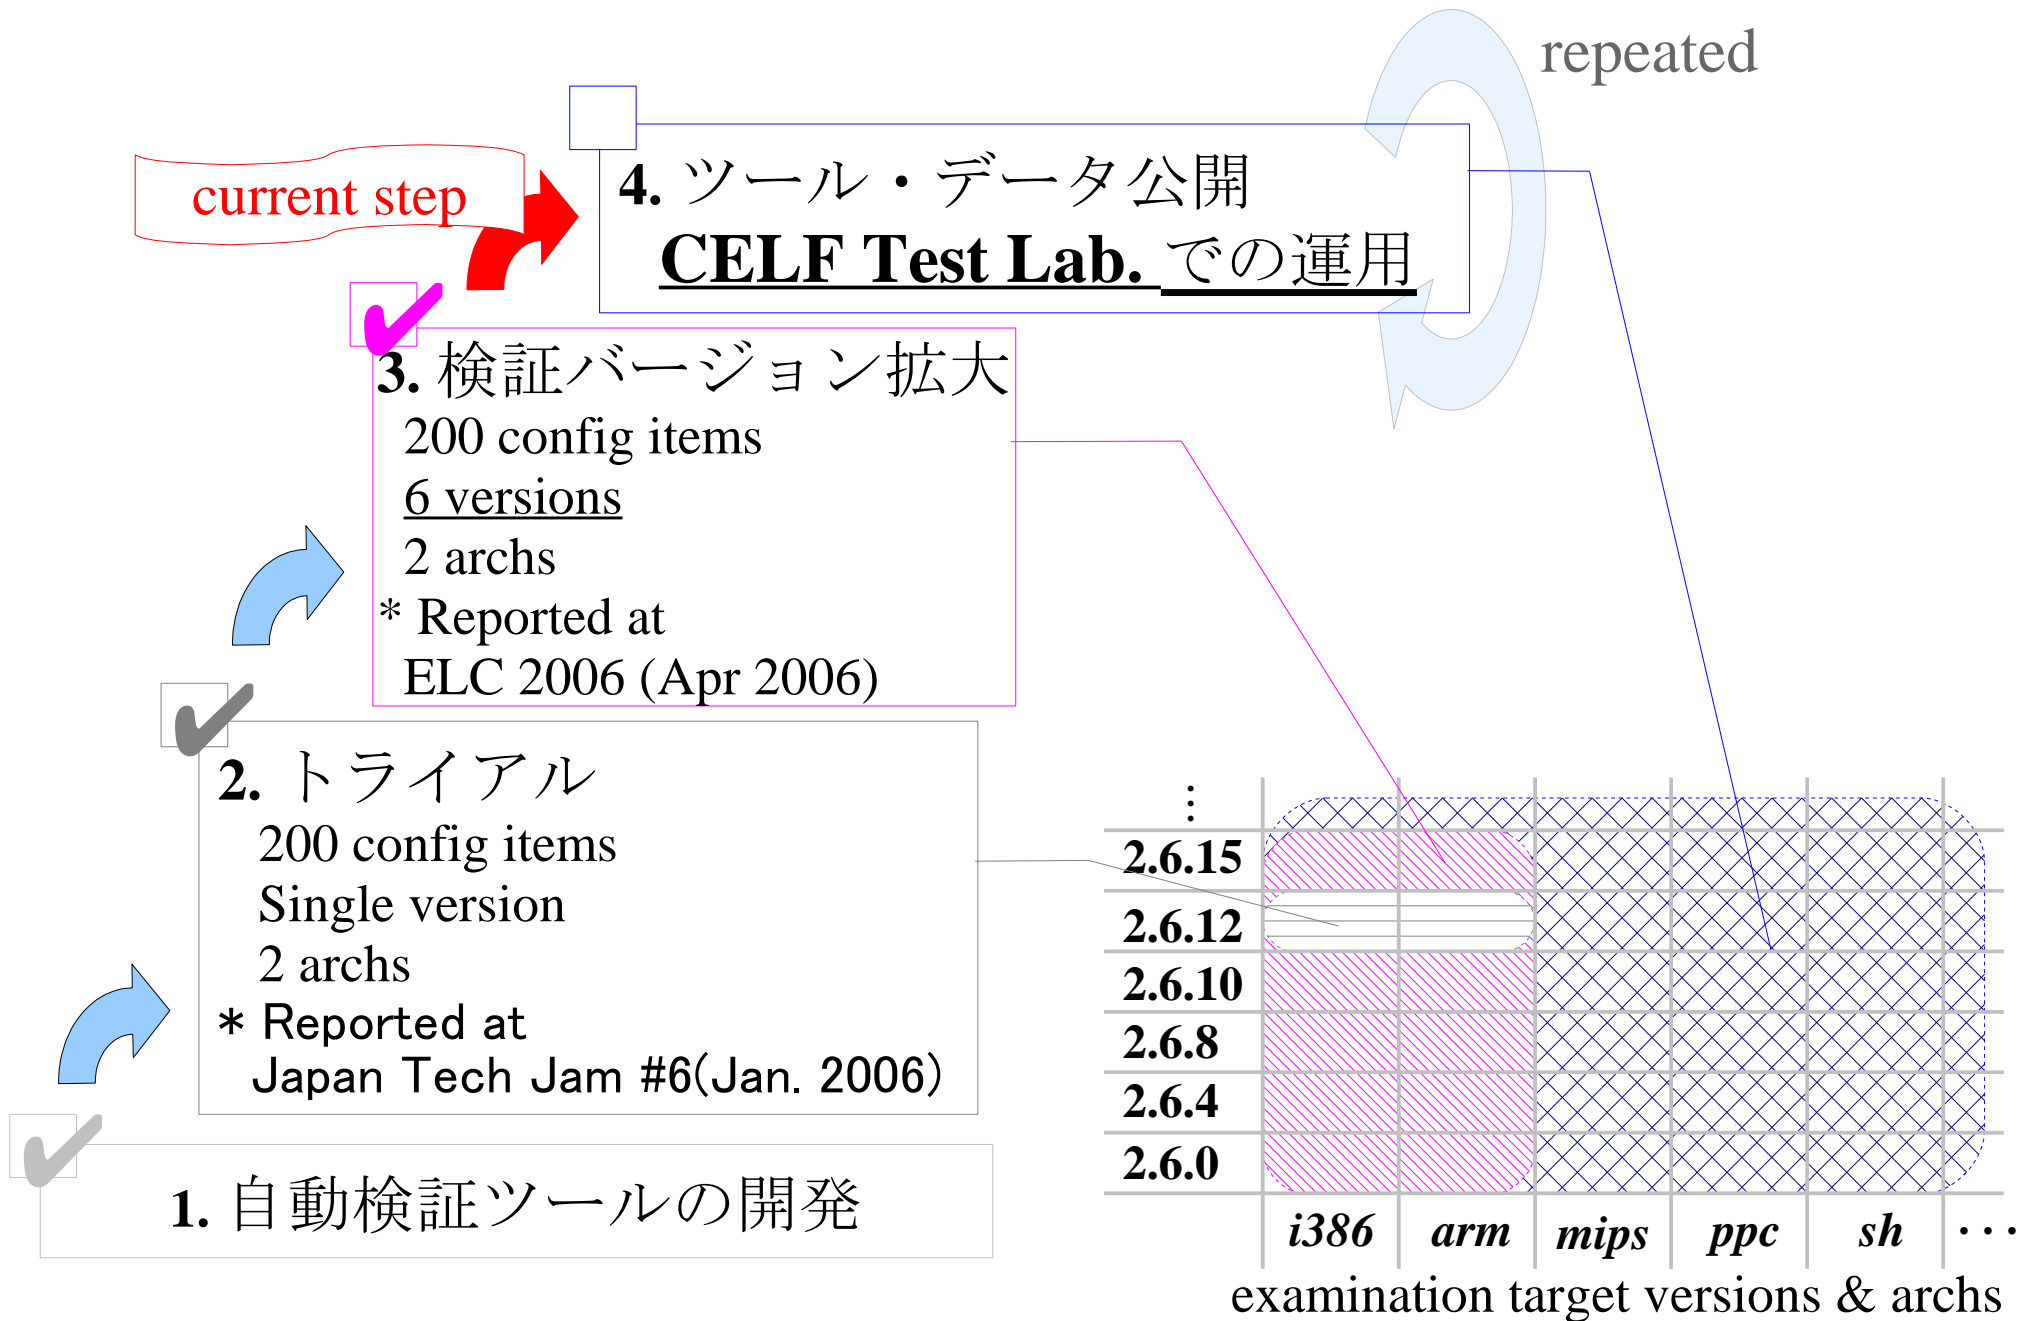 repeated
current step
4. ツール・データ公開
CELF Test Lab. での運用
3. 検証バージョン拡大
200 config items
6 versions
2 archs
* Reported at
ELC 2006 (Apr 2006)
2. トライアル
200 config items
Single version
2 archs
* Reported at
Japan Tech Jam #6(Jan. 2006)
1. 自動検証ツールの開発
⋮
2.6.15
2.6.12
2.6.10
2.6.8
2.6.4
2.6.0
i386 arm mips ppc sh ...
examination target versions & archs